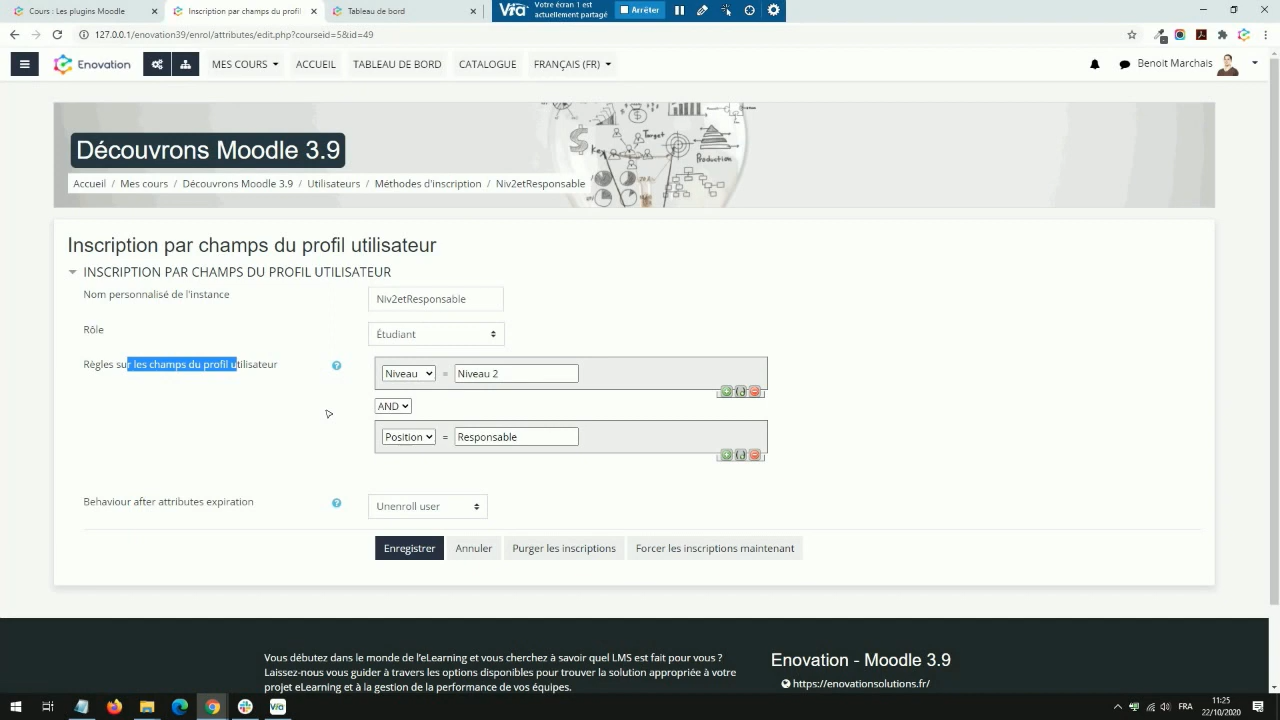 Cours : Les plugins Moodle
Inscription par champs du profil
Tableau de bord
Via
Votre écran 1 est
actuellement partagé
Arrêter
127.0.0.1/enovation39/enrol/attributes/edit.php?courseid=5&id=49
Enovation
MES COURS
ACCUEIL
TABLEAU DE BORD
CATALOGUE
FRANÇAIS (FR)
Benoit Marchais
Target
Key
Production
Découvrons Moodle 3.9
Accueil / Mes cours / Découvrons Moodle 3.9 / Utilisateurs / Méthodes d'inscription / Niv2etResponsable
Inscription par champs du profil utilisateur
INSCRIPTION PAR CHAMPS DU PROFIL UTILISATEUR
Nom personnalisé de l'instance
Niv2etResponsable
Rôle
Étudiant
Règles sur les champs du profil utilisateur
Niveau = Niveau 2
AND
Position = Responsable
Behaviour after attributes expiration
Unenroll user
Enregistrer
Annuler
Purger les inscriptions
Forcer les inscriptions maintenant
Vous débutez dans le monde de l'eLearning et vous cherchez à savoir quel LMS est fait pour vous ?
Laissez-nous vous guider à travers les options disponibles pour trouver la solution appropriée à votre
projet eLearning et à la gestion de la performance de vos équipes.
Enovation - Moodle 3.9
https://enovationsolutions.fr/
via
FRA
11:25
22/10/2020